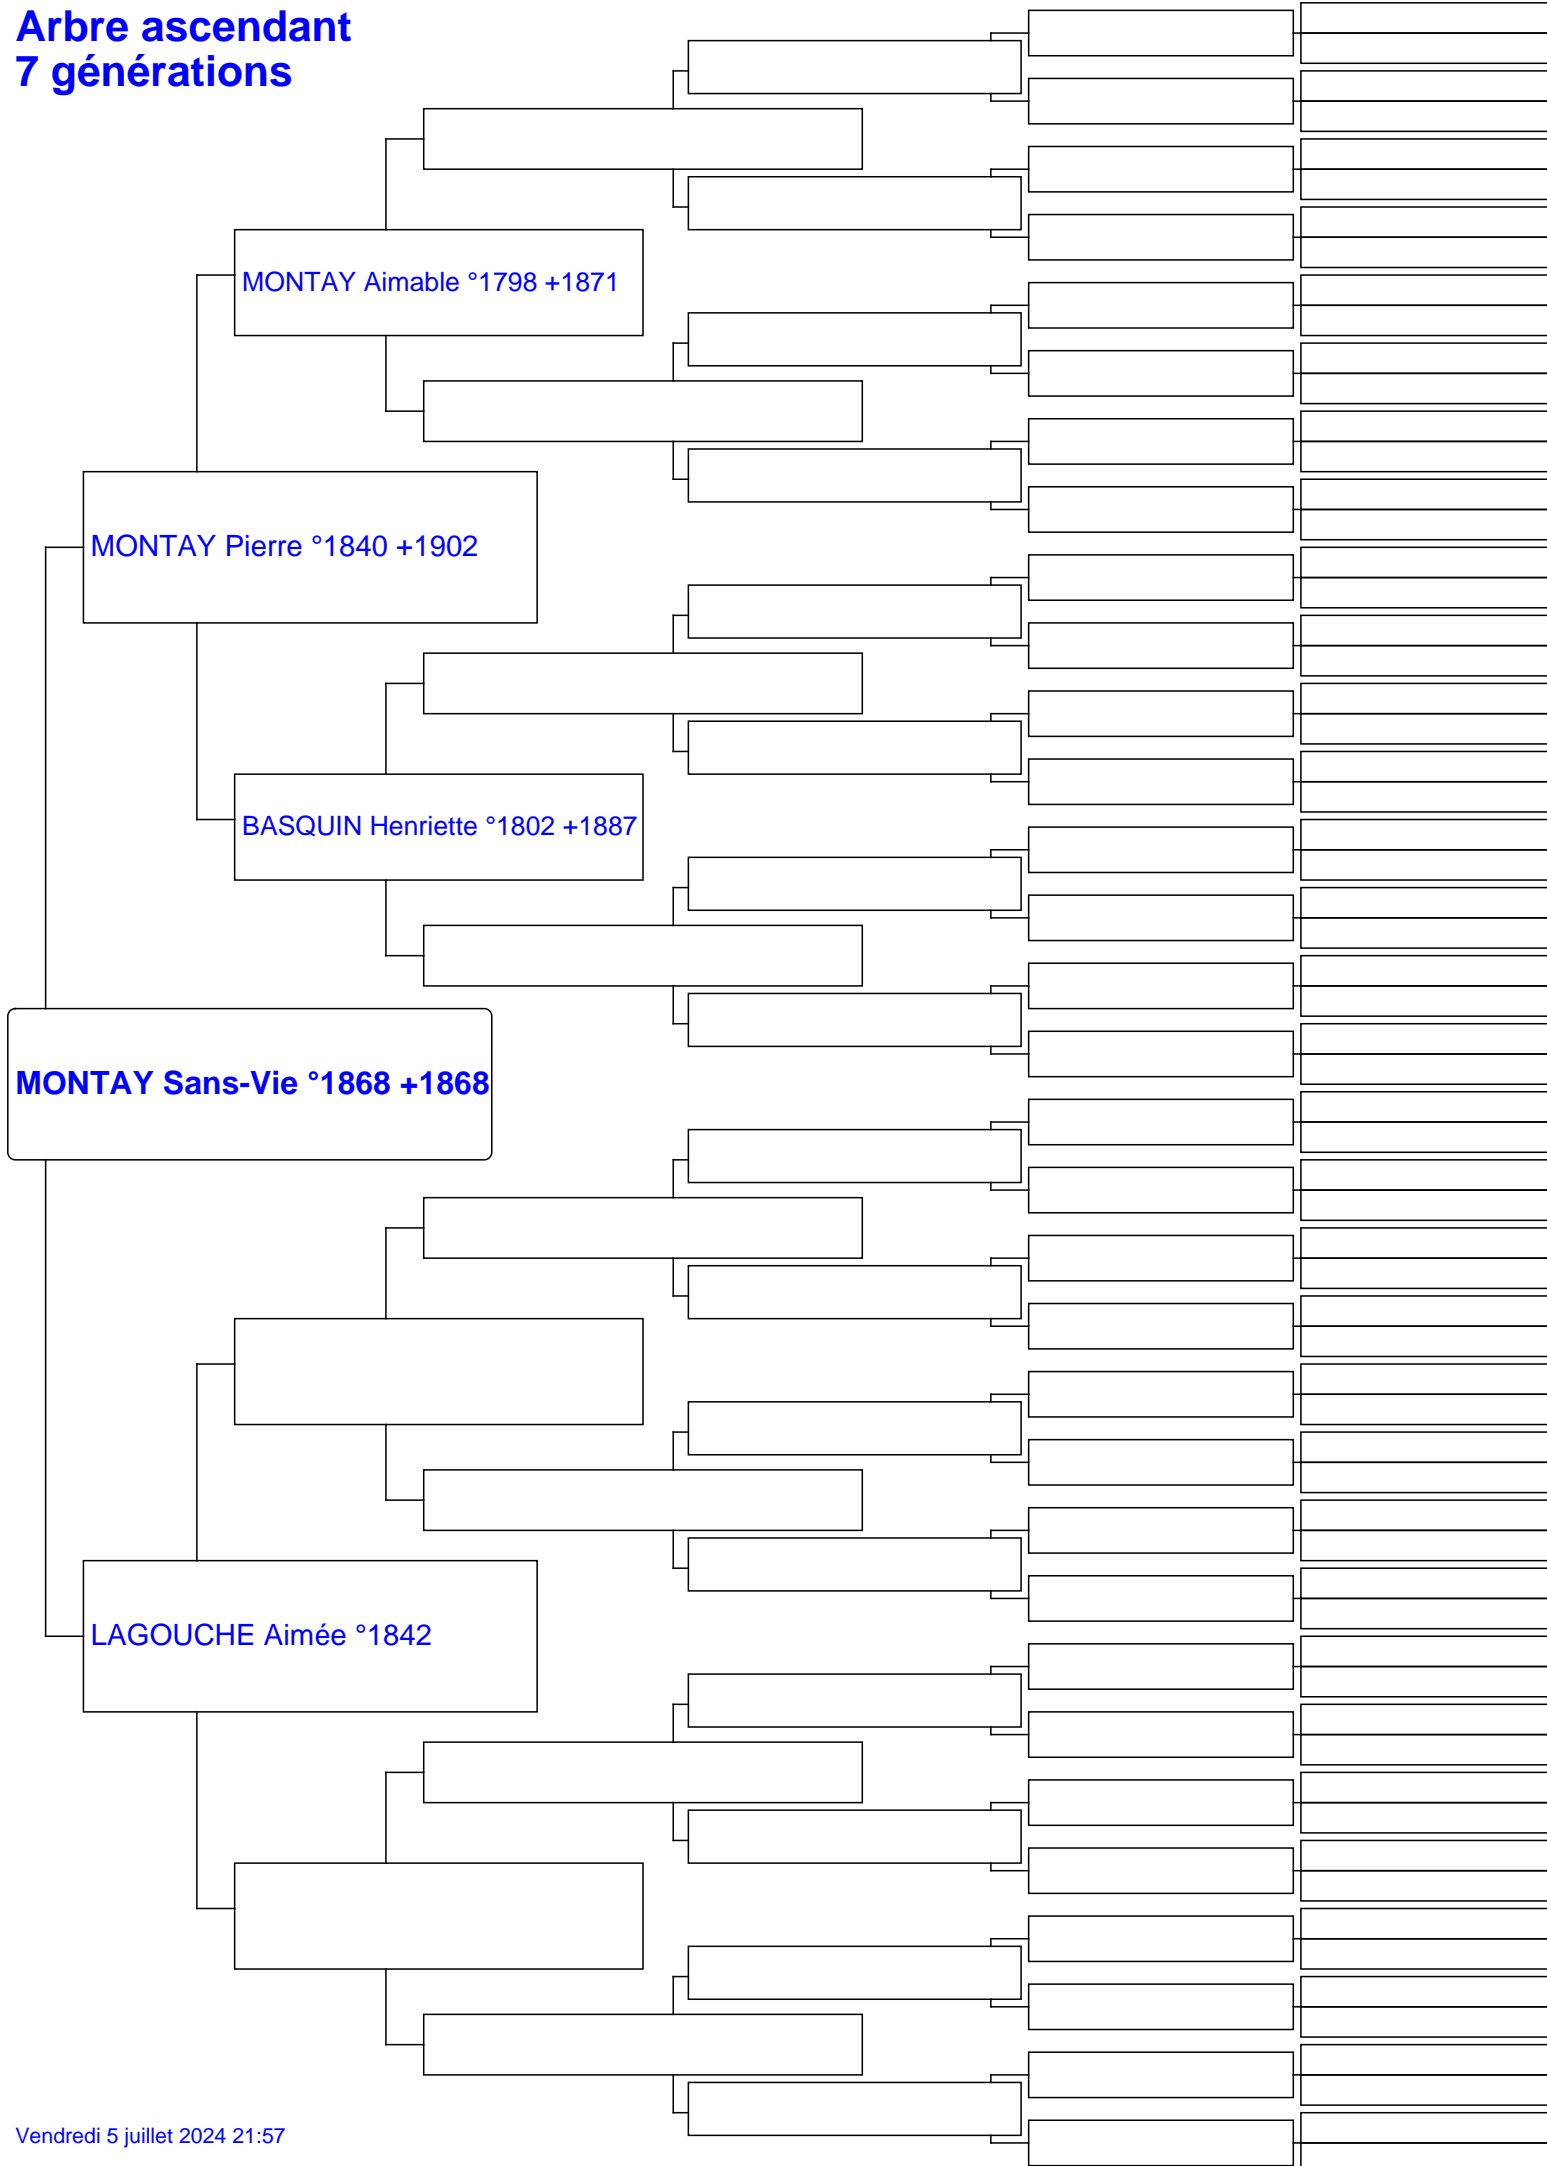 Arbre ascendant
7 générations
MONTAY Aimable °1798 +1871
MONTAY Pierre °1840 +1902
BASQUIN Henriette °1802 +1887
MONTAY Sans-Vie °1868 +1868
LAGOUCHE Aimée °1842
Vendredi 5 juillet 2024 21:57